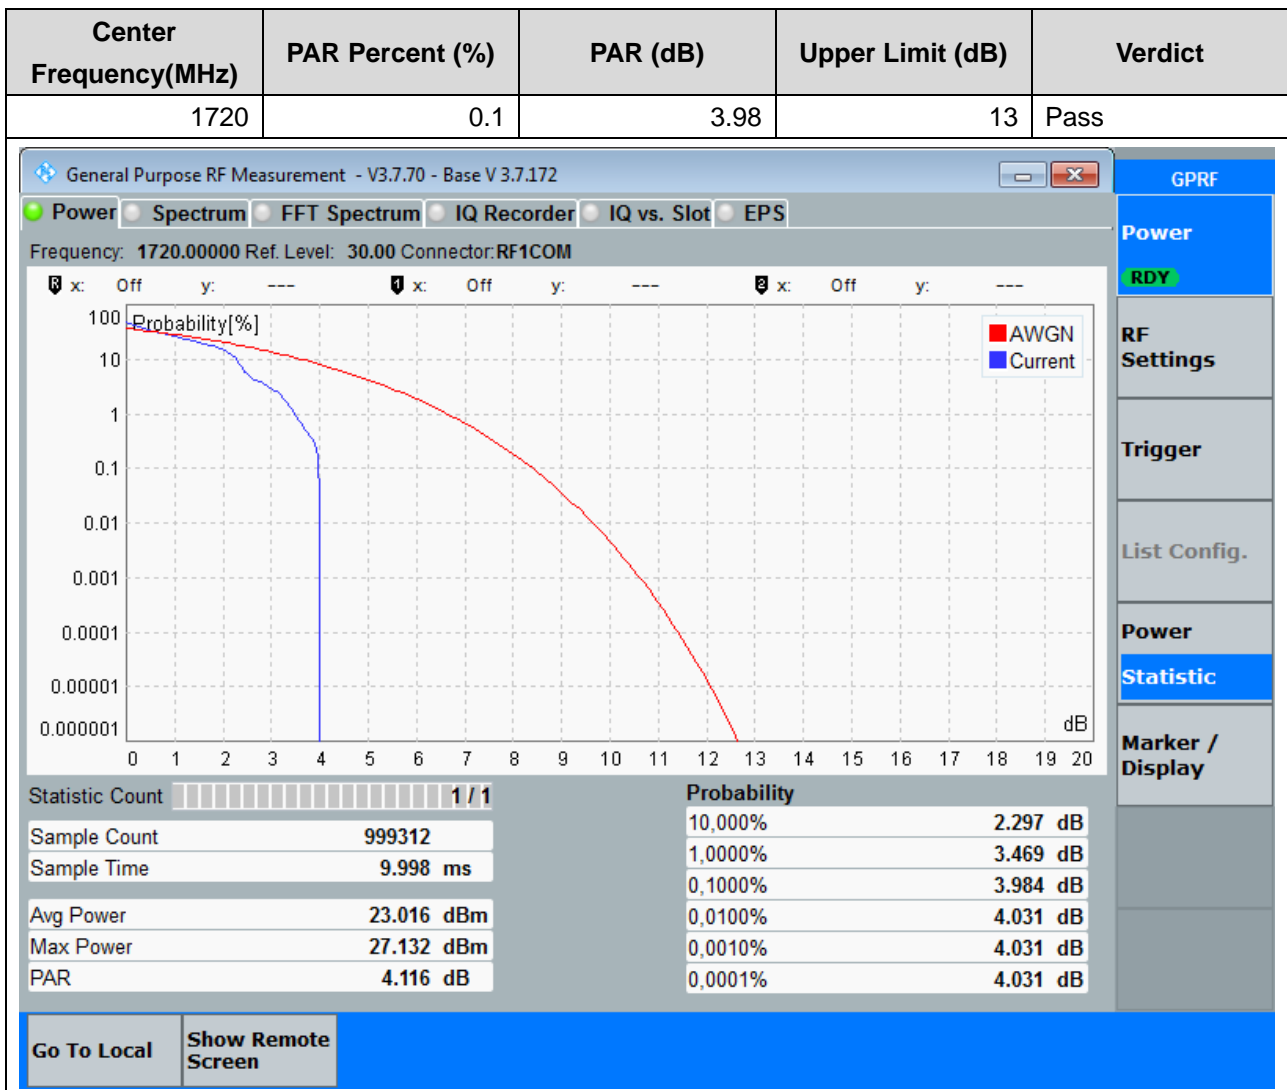 Center Frequency(MHz) PAR Percent (%) PAR (dB) Upper Limit (dB) Verdict
1720 0.1 3.98 13 Pass
General Purpose RF Measurement - V3.7.70 - Base V 3.7.172
GPRF
Power Spectrum FFT Spectrum IQ Recorder IQ vs. Slot EPS
Frequency: 1720.00000 Ref. Level: 30.00 Connector:RF1COM
R x: Off y: --- 1 x: Off y: --- 2 x: Off y: ---
Probability[%]
AWGN
Current
100
10
1
0.1
0.01
0.001
0.0001
0.00001
0.000001
dB
0 1 2 3 4 5 6 7 8 9 10 11 12 13 14 15 16 17 18 19 20
Statistic Count 1 / 1
Sample Count 999312
Sample Time 9.998 ms
Avg Power 23.016 dBm
Max Power 27.132 dBm
PAR 4.116 dB
Probability
10,000% 2.297 dB
1,0000% 3.469 dB
0,1000% 3.984 dB
0,0100% 4.031 dB
0,0010% 4.031 dB
0,0001% 4.031 dB
Power
RDY
RF
Settings
Trigger
List Config.
Power
Statistic
Marker /
Display
Go To Local
Show Remote
Screen